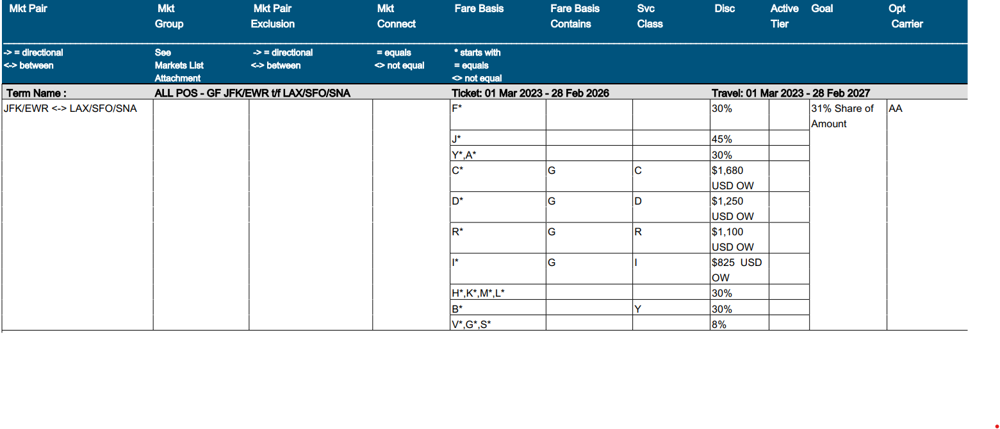 Mkt Pair Mkt Mkt Pair Mkt Fare Basis Fare Basis Svc Disc Active Goal Opt
Group Exclusion Connect Contains Class Tier Carrier
-> = directional See -> = directional = equals * starts with
<-> between Markets List <-> between <> not equal = equals
Attachment <> not equal
Term Name : ALL POS - GF JFK/EWR t/f LAX/SFO/SNA Ticket: 01 Mar 2023 - 28 Feb 2026 Travel: 01 Mar 2023 - 28 Feb 2027
JFK/EWR <-> LAX/SFO/SNA F* 30% 31% Share of AA
Amount
J* 45%
Y*,A* 30%
C* G C $1,680
USD OW
D* G D $1,250
USD OW
R* G R $1,100
USD OW
I* G I $825 USD
OW
H*,K*,M*,L* 30%
B* Y 30%
V*,G*,S* 8%